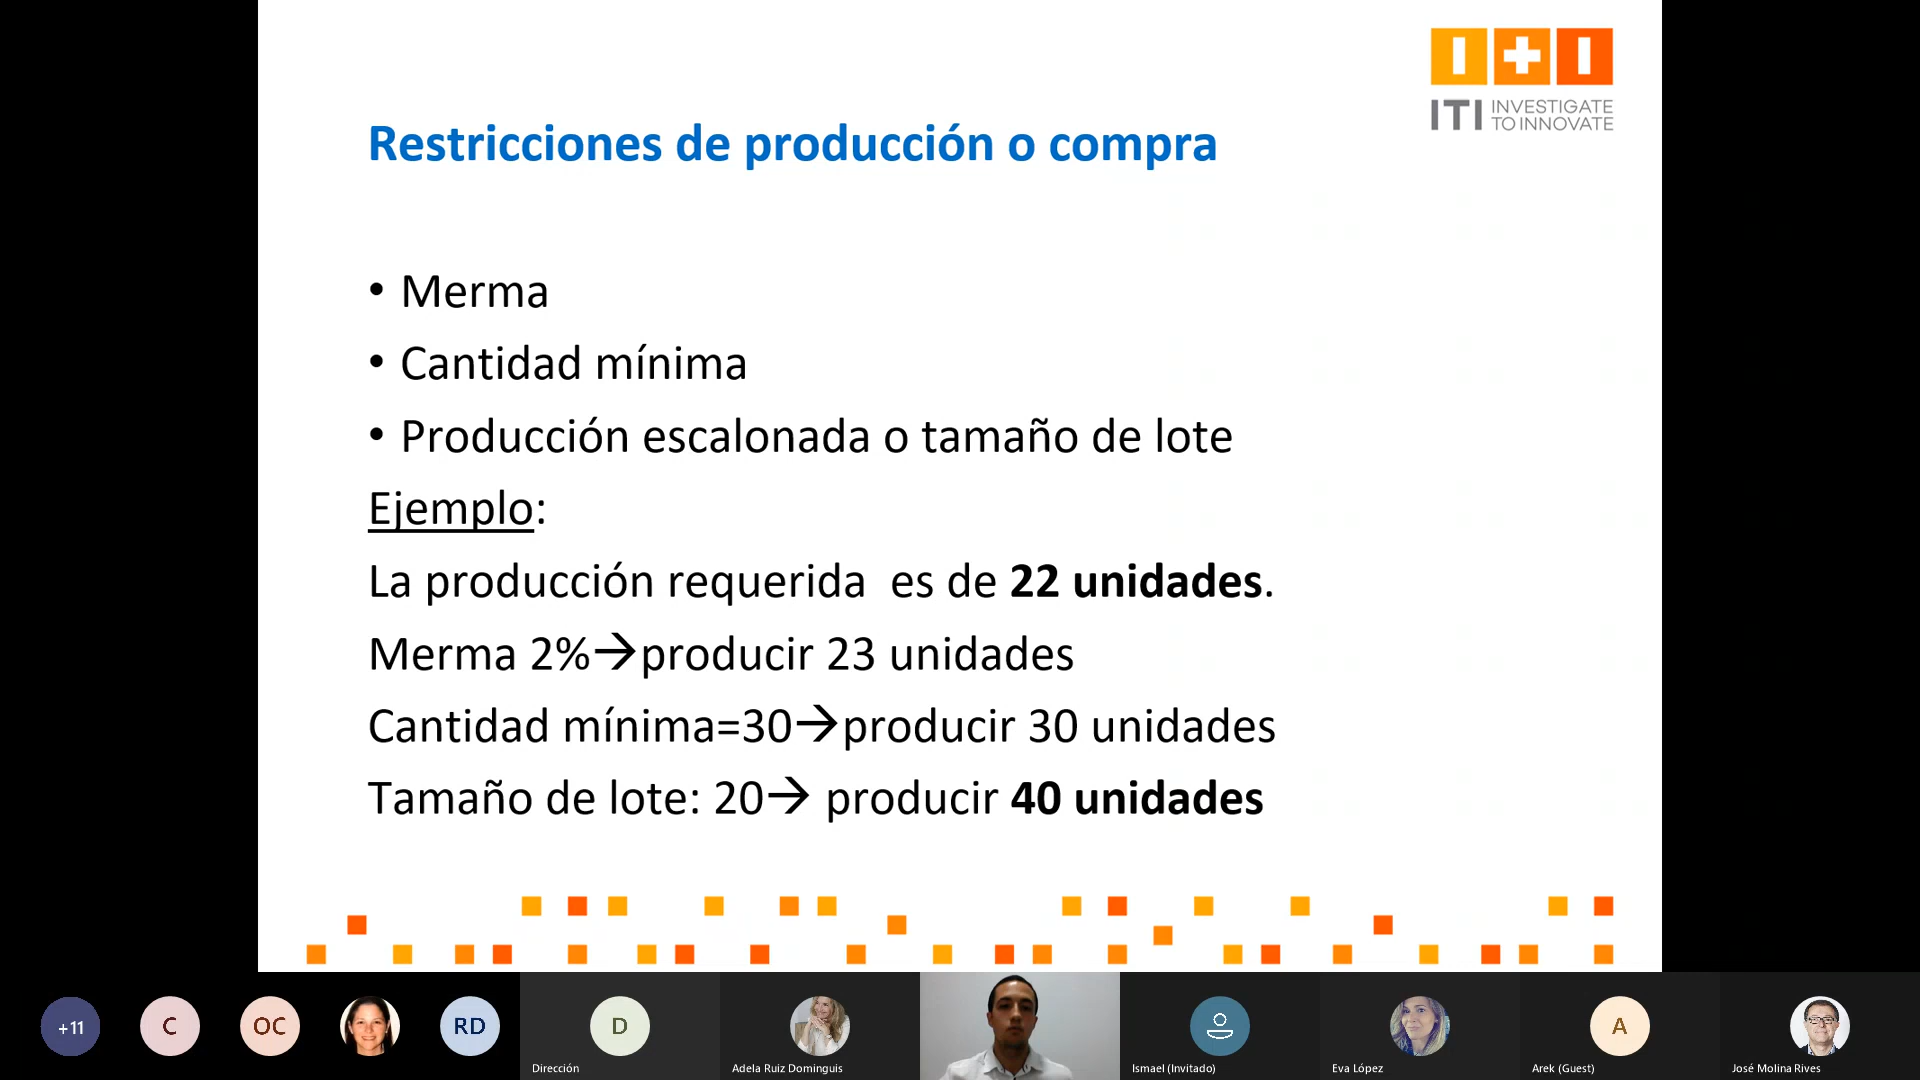 I+I
ITI INVESTIGATE
TO INNOVATE
Restricciones de producción o compra
• Merma
• Cantidad mínima
• Producción escalonada o tamaño de lote
Ejemplo:
La producción requerida es de 22 unidades.
Merma 2%→producir 23 unidades
Cantidad mínima=30→producir 30 unidades
Tamaño de lote: 20→ producir 40 unidades
+11 C OC RD D A
Dirección Adela Ruiz Dominguis Ismael (Invitado) Eva López Arek (Guest) José Molina Rives